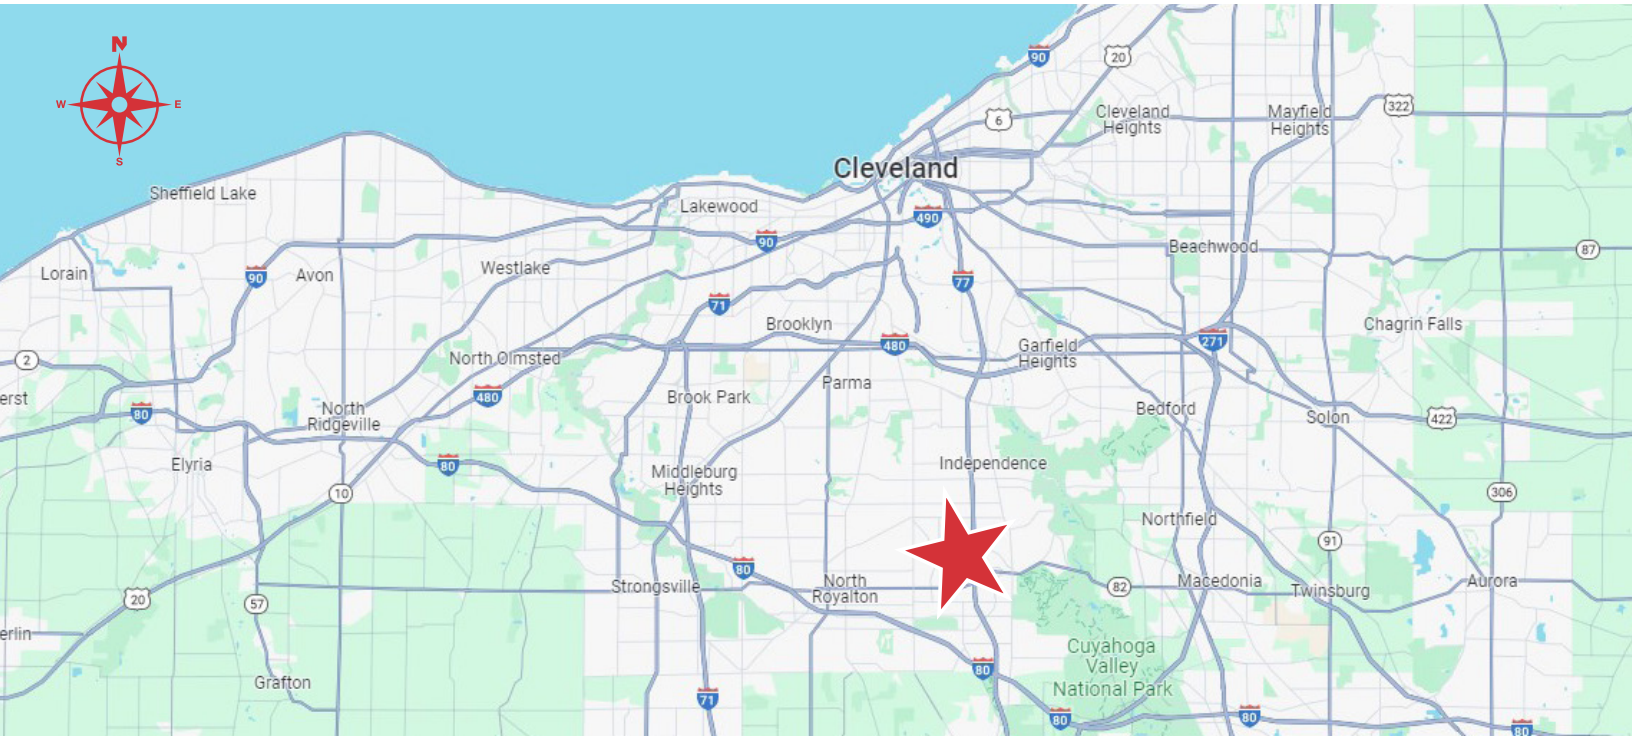 N
W
E
S
90
20
322
6
Cleveland
Heights
Mayfield
Heights
Cleveland
Sheffield Lake
Lakewood
490
90
Beachwood
87
Lorain
90
Avon
Westlake
77
71
Brooklyn
Chagrin Falls
480
Garfield
Heights
271
2
North Olmsted
Parma
erst
480
Brook Park
80
North
Ridgeville
Bedford
Solon
422
Elyria
80
Middleburg
Heights
Independence
10
306
Northfield
91
80
Strongsville
North
Royalton
82
Macedonia
Twinsburg
Aurora
20
57
erlin
Cuyahoga
Valley
National Park
80
Grafton
71
80
80
80